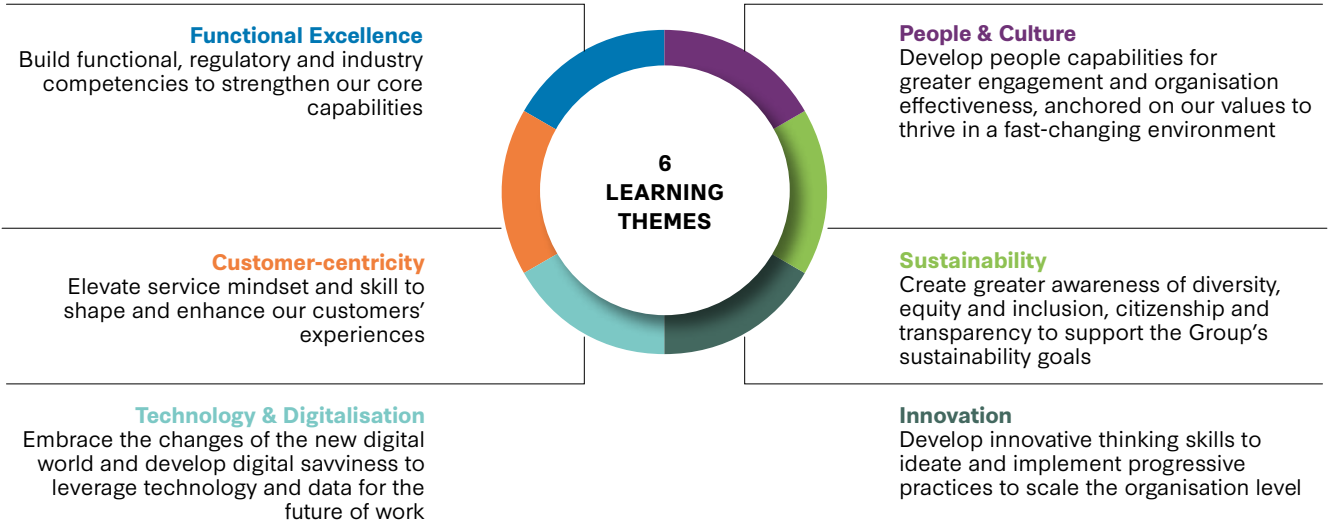 Functional Excellence
Build functional, regulatory and industry
competencies to strengthen our core
capabilities
Customer-centricity
Elevate service mindset and skill to
shape and enhance our customers’
experiences
Technology & Digitalisation
Embrace the changes of the new digital
world and develop digital savviness to
leverage technology and data for the
future of work
6
LEARNING
THEMES
People & Culture
Develop people capabilities for
greater engagement and organisation
effectiveness, anchored on our values to
thrive in a fast-changing environment
Sustainability
Create greater awareness of diversity,
equity and inclusion, citizenship and
transparency to support the Group’s
sustainability goals
Innovation
Develop innovative thinking skills to
ideate and implement progressive
practices to scale the organisation level